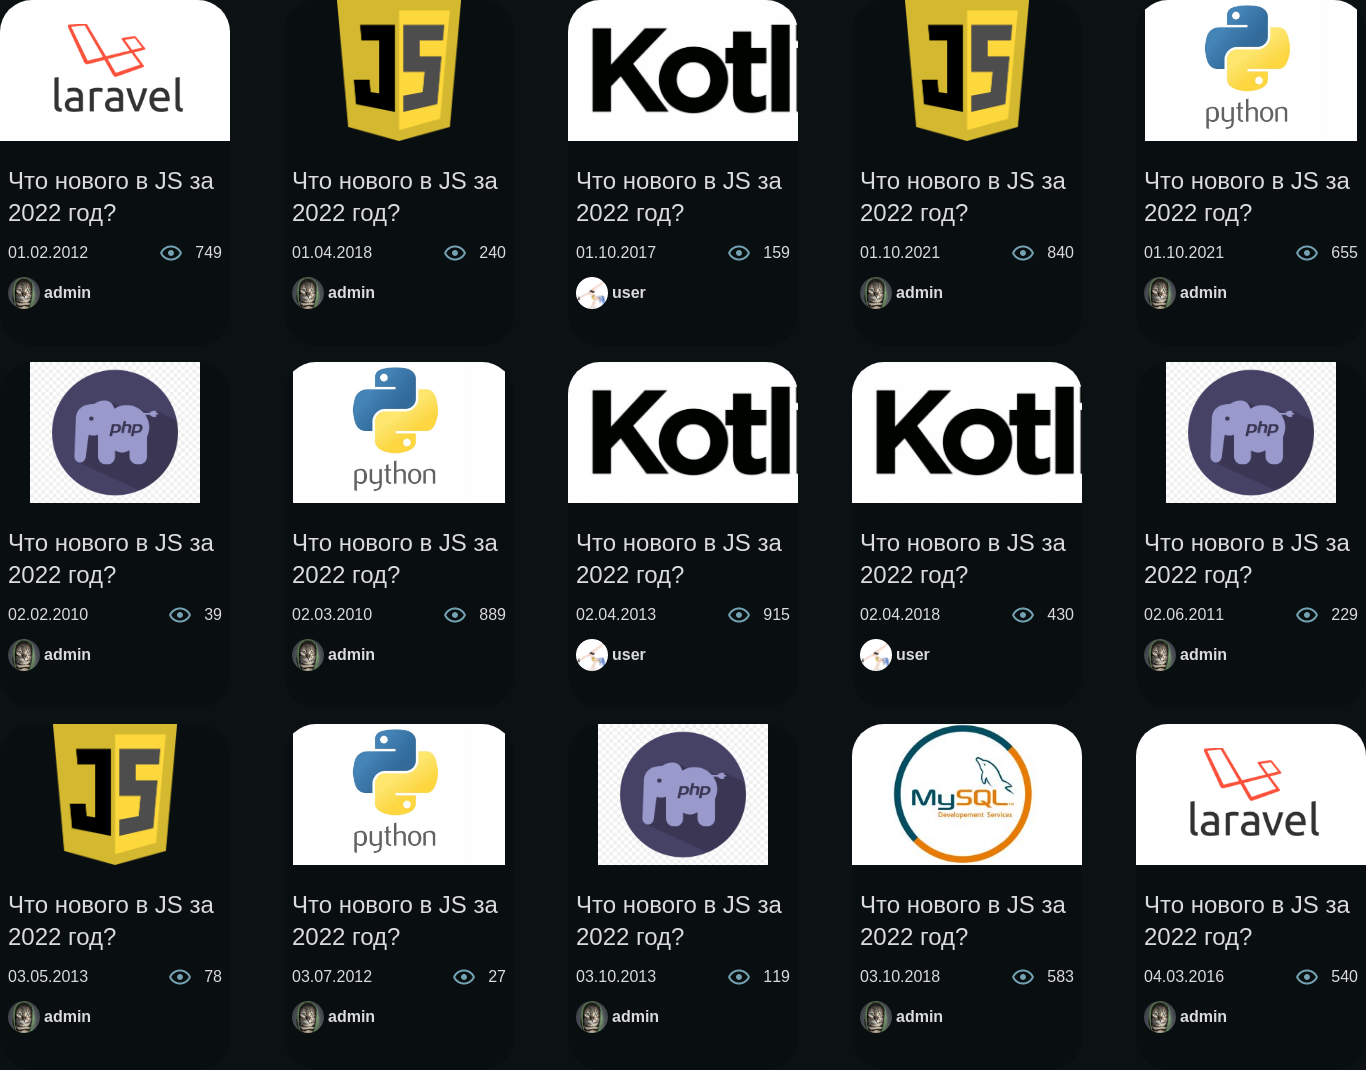 laravel
JS
Kotli
JS
python
Что нового в JS за
2022 год?
01.02.2012 749
admin
Что нового в JS за
2022 год?
01.04.2018 240
admin
Что нового в JS за
2022 год?
01.10.2017 159
user
Что нового в JS за
2022 год?
01.10.2021 840
admin
Что нового в JS за
2022 год?
01.10.2021 655
admin
php
python
Kotli
Kotli
php
Что нового в JS за
2022 год?
02.02.2010 39
admin
Что нового в JS за
2022 год?
02.03.2010 889
admin
Что нового в JS за
2022 год?
02.04.2013 915
user
Что нового в JS за
2022 год?
02.04.2018 430
user
Что нового в JS за
2022 год?
02.06.2011 229
admin
JS
python
php
MySQL™
Developement Services
laravel
Что нового в JS за
2022 год?
03.05.2013 78
admin
Что нового в JS за
2022 год?
03.07.2012 27
admin
Что нового в JS за
2022 год?
03.10.2013 119
admin
Что нового в JS за
2022 год?
03.10.2018 583
admin
Что нового в JS за
2022 год?
04.03.2016 540
admin